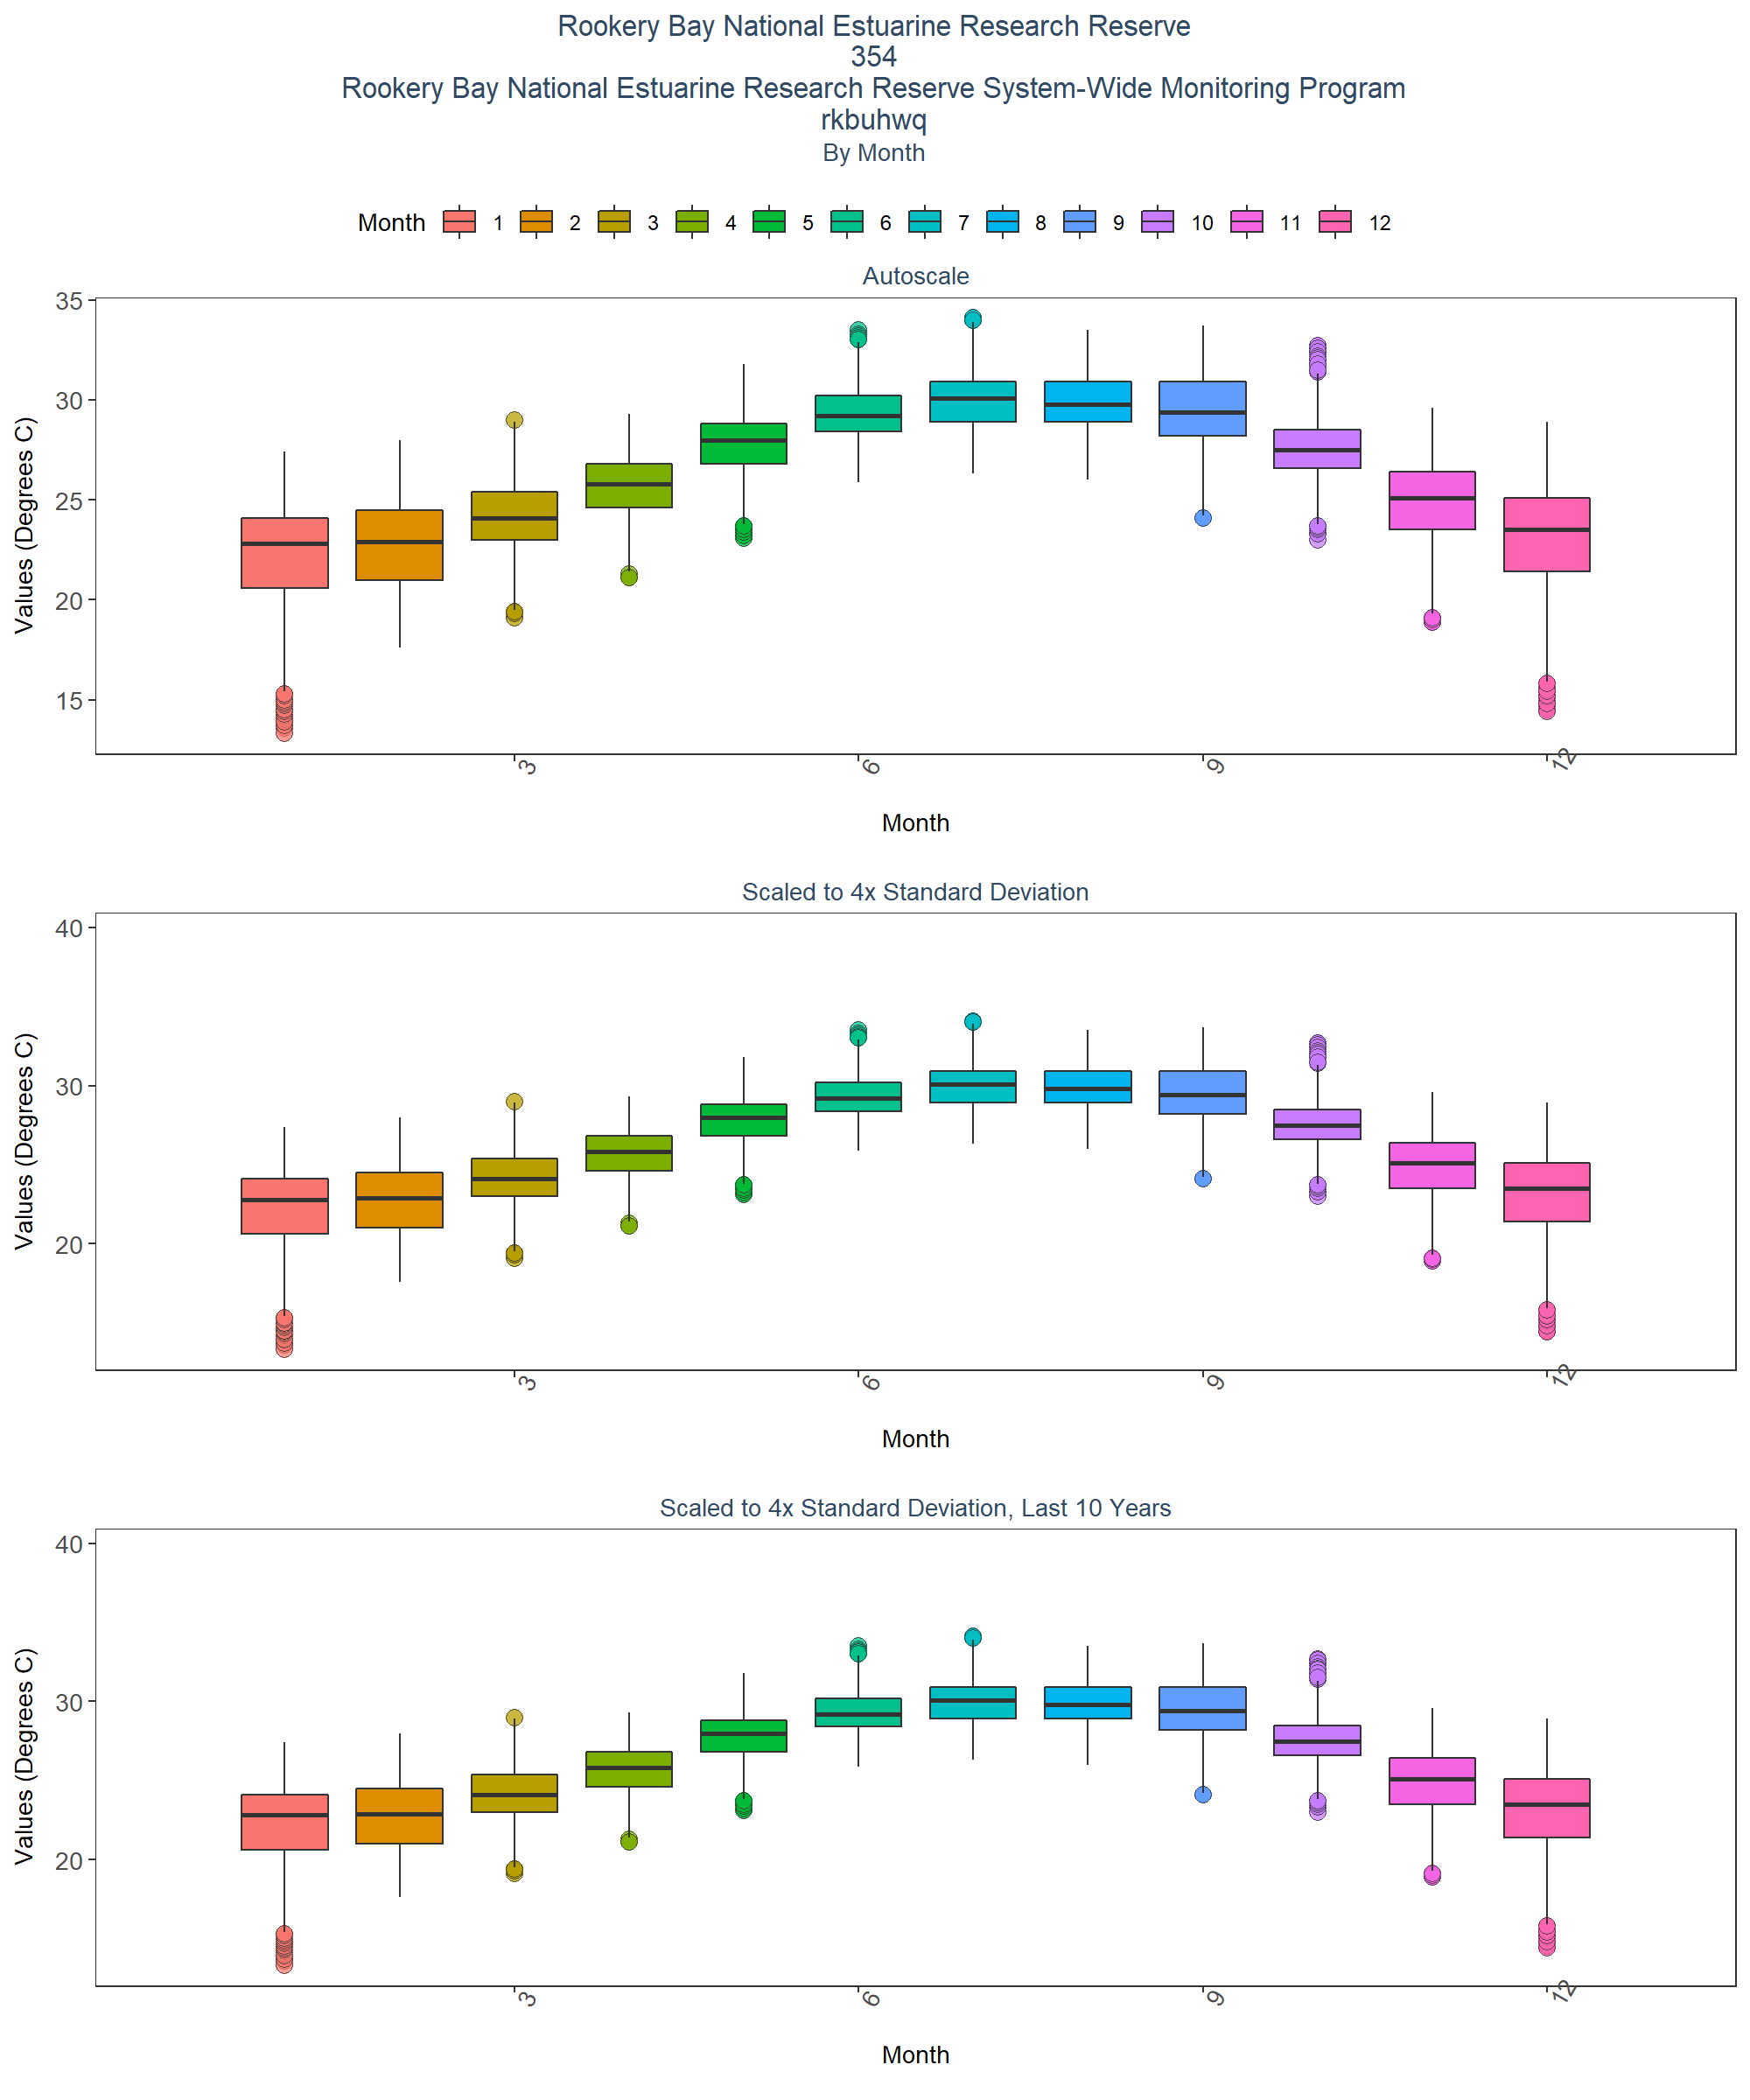 Rookery Bay National Estuarine Research Reserve
354
Rookery Bay National Estuarine Research Reserve System-Wide Monitoring Program
rkbuhwq
By Month
Month 1 2 3 4 5 6 7 8 9 10 11 12
Autoscale
Values (Degrees C)
35
30
25
20
15
3 6 9 12
Month
Scaled to 4x Standard Deviation
Values (Degrees C)
40
30
20
3 6 9 12
Month
Scaled to 4x Standard Deviation, Last 10 Years
Values (Degrees C)
40
30
20
3 6 9 12
Month